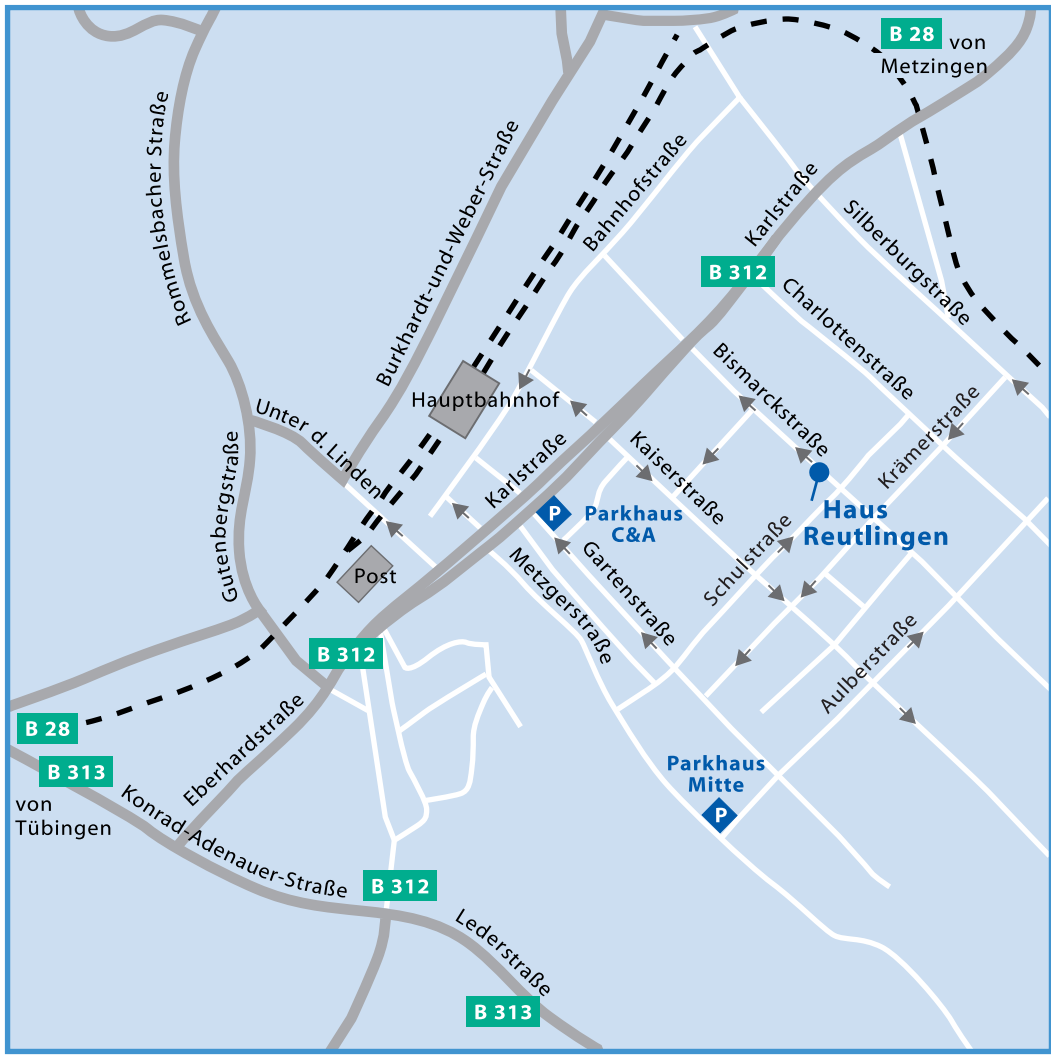 B 28 von
Metzingen
Rommelsbacher Straße
Burkhardt-und-Weber-Straße
Bahnhofstraße
Karlstraße
Silberburgstraße
B 312
Charlottenstraße
Bismarckstraße
Hauptbahnhof
Unter d. Linden
Karlstraße
Kaiserstraße
Krämerstraße
Gutenbergstraße
P
Parkhaus
C&A
Haus
Reutlingen
Post
Metzgerstraße
Gartenstraße
Schulstraße
Aulberstraße
B 312
B 28
Eberhardstraße
B 313
von
Tübingen
Parkhaus
Mitte
P
Konrad-Adenauer-Straße
B 312
Lederstraße
B 313